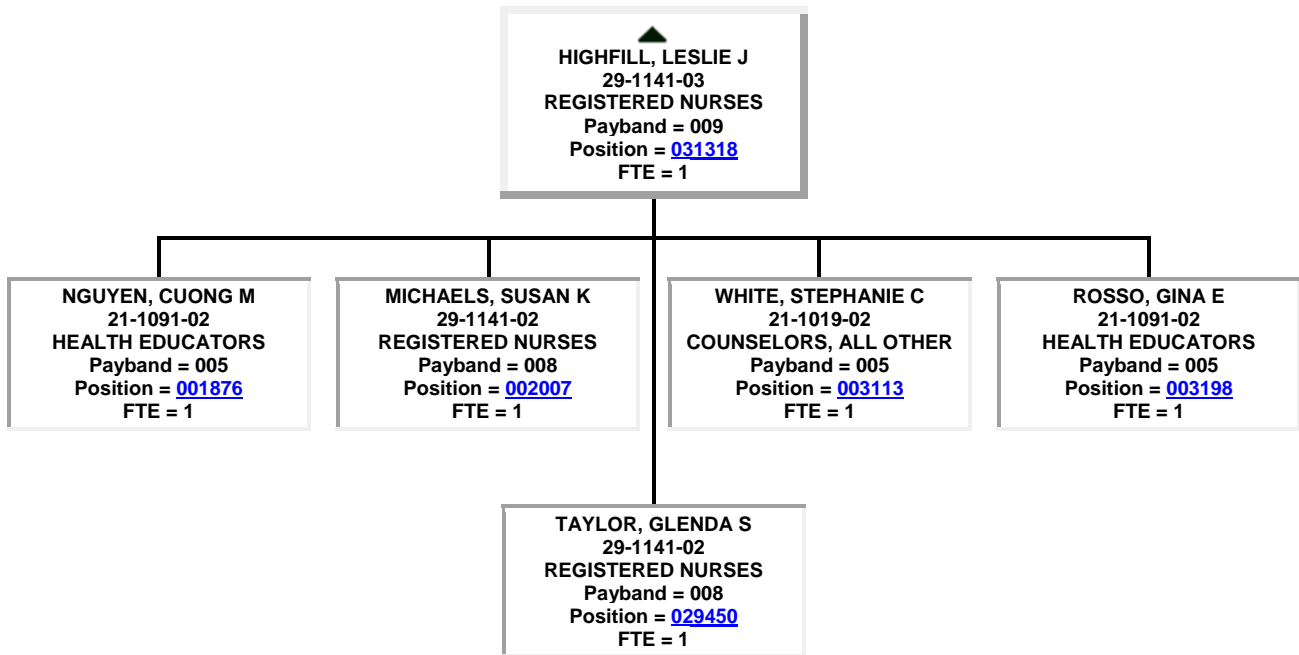 HIGHFILL, LESLIE J
29-1141-03
REGISTERED NURSES
Payband = 009
Position = 031318
FTE = 1
NGUYEN, CUONG M
21-1091-02
HEALTH EDUCATORS
Payband = 005
Position = 001876
FTE = 1
MICHAELS, SUSAN K
29-1141-02
REGISTERED NURSES
Payband = 008
Position = 002007
FTE = 1
WHITE, STEPHANIE C
21-1019-02
COUNSELORS, ALL OTHER
Payband = 005
Position = 003113
FTE = 1
ROSSO, GINA E
21-1091-02
HEALTH EDUCATORS
Payband = 005
Position = 003198
FTE = 1
TAYLOR, GLENDA S
29-1141-02
REGISTERED NURSES
Payband = 008
Position = 029450
FTE = 1